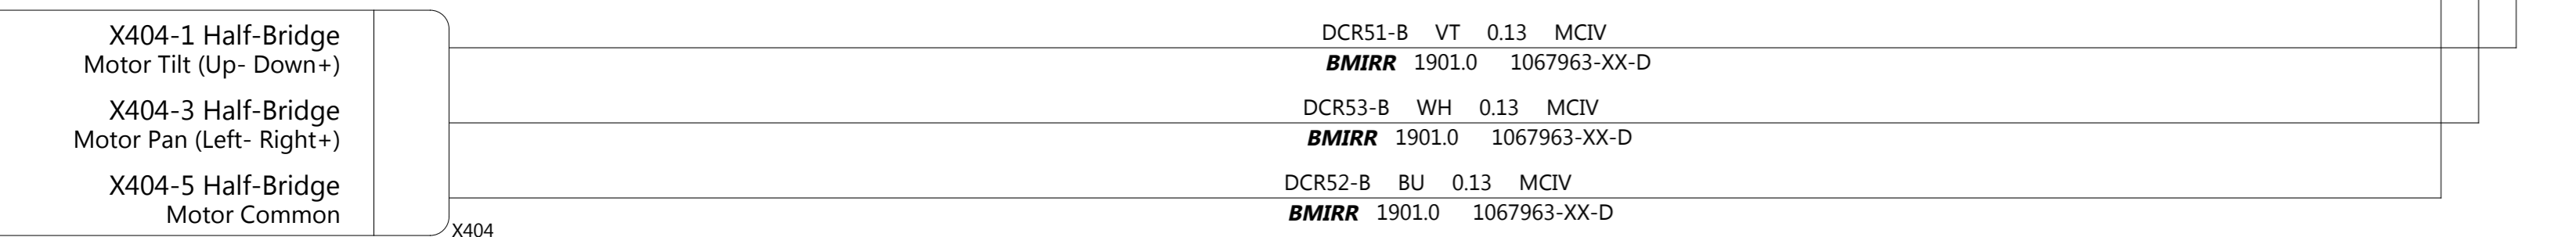 X404-1 Half-Bridge
Motor Tilt (Up- Down+)
DCR51-B VT 0.13 MCIV
BMIRR 1901.0 1067963-XX-D
X404-3 Half-Bridge
Motor Pan (Left- Right+)
DCR53-B WH 0.13 MCIV
BMIRR 1901.0 1067963-XX-D
X404-5 Half-Bridge
Motor Common
DCR52-B BU 0.13 MCIV
BMIRR 1901.0 1067963-XX-D
X404